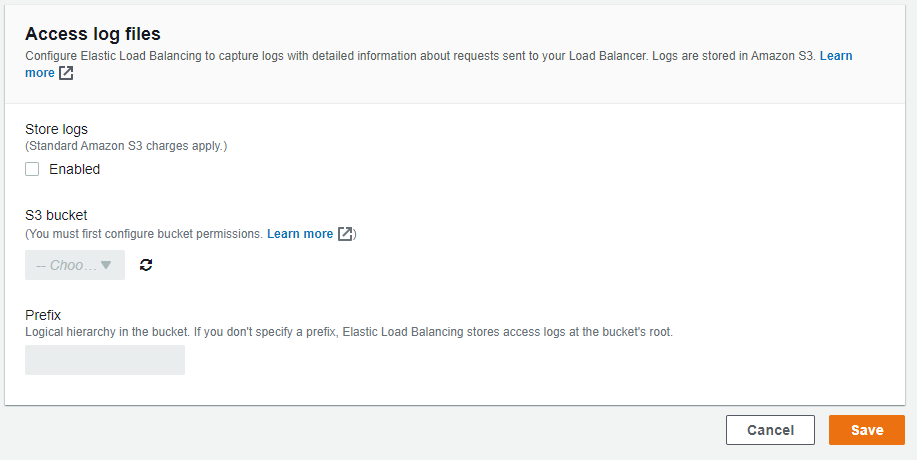 Access log files
Configure Elastic Load Balancing to capture logs with detailed information about requests sent to your Load Balancer. Logs are stored in Amazon S3. Learn
more
Store logs
(Standard Amazon S3 charges apply.)
Enabled
S3 bucket
(You must first configure bucket permissions. Learn more )
-- Choo...
Prefix
Logical hierarchy in the bucket. If you don't specify a prefix, Elastic Load Balancing stores access logs at the bucket's root.
Cancel Save